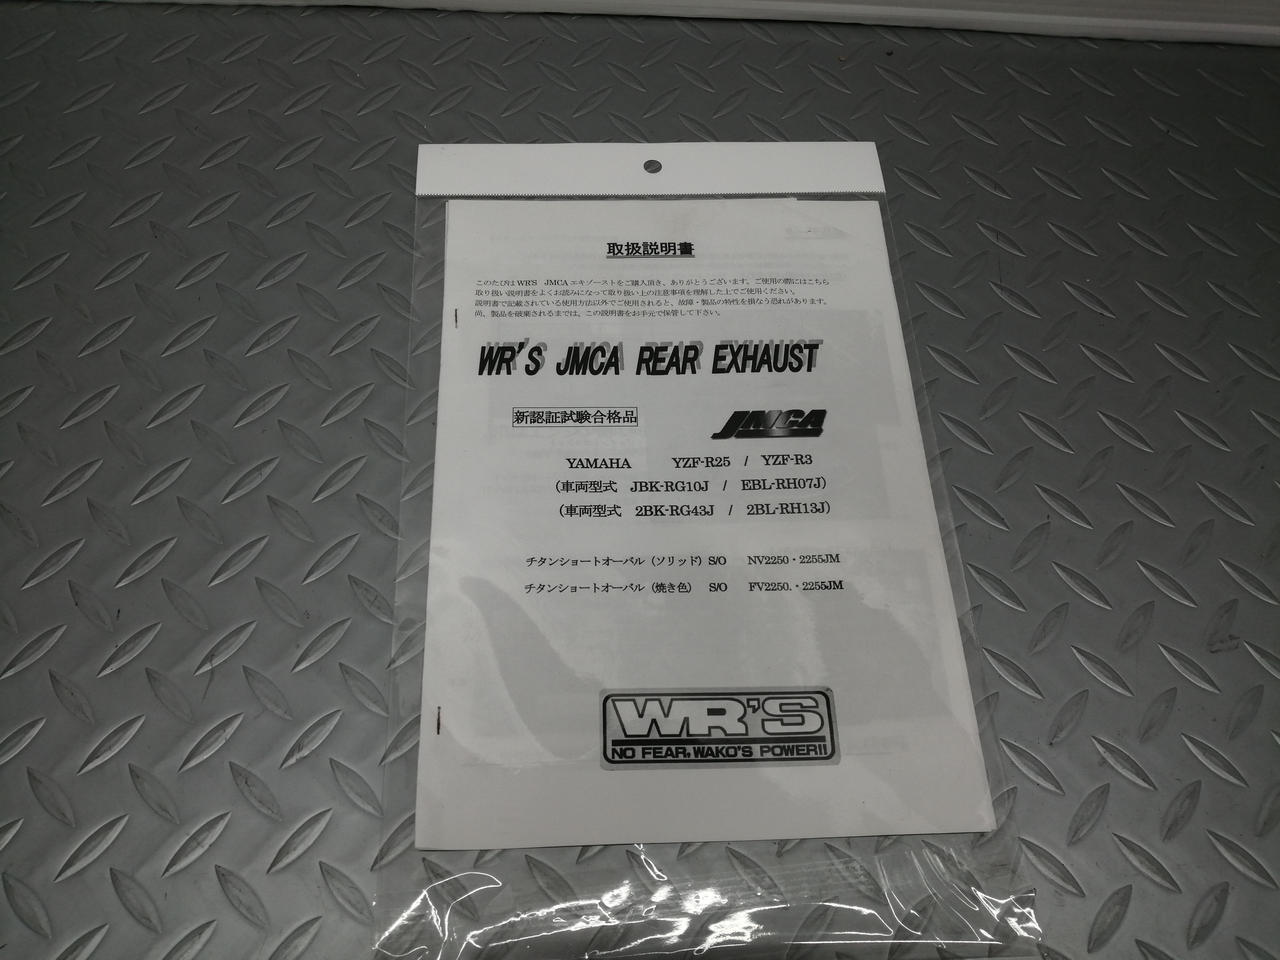 取扱説明書
このたびは WR'S JMCA エキゾーストをご購入頂き、ありがとうございます。ご使用の際にはこちら
取り扱い説明書をよくお読みになって取り扱い上の注意事項を理解した上でご使用ください。
説明書で記載されている使用方法以外でご使用されると、故障・製品の特性を損なう恐れがあります。
尚、製品を破棄されるまでは、この説明書をお手元で保管して下さい。
WR'S JMCA REAR EXHAUST
新認証試験合格品 JMCA
YAMAHA YZF-R25 / YZF-R3
(車両型式 JBK-RG10J / EBL-RH07J)
(車両型式 2BK-RG43J / 2BL-RH13J)
チタンショートオーバル (ソリッド) S/O NV2250・2255JM
チタンショートオーバル (焼き色) S/O FV2250.・2255JM
WR'S
NO FEAR, WAKO'S POWER!!